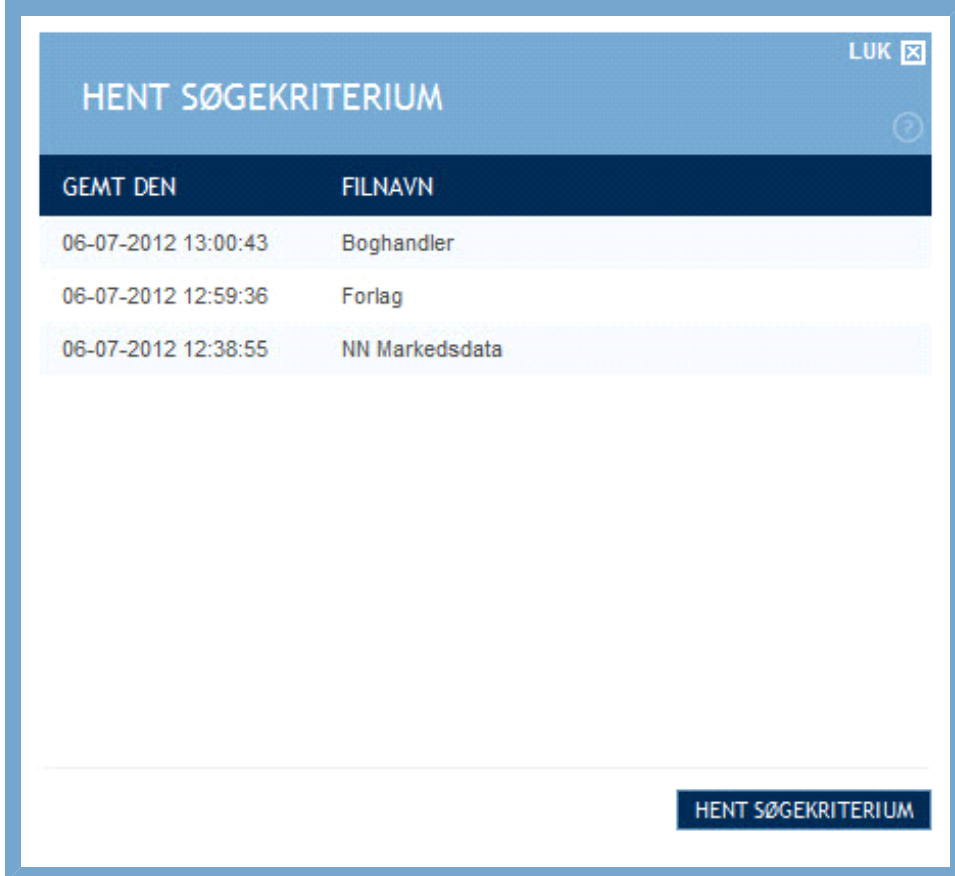 LUK
HENT SØGEKRITERIUM
?
GEMT DEN FILNAVN
06-07-2012 13:00:43 Boghandler
06-07-2012 12:59:36 Forlag
06-07-2012 12:38:55 NN Markedsdata
HENT SØGEKRITERIUM